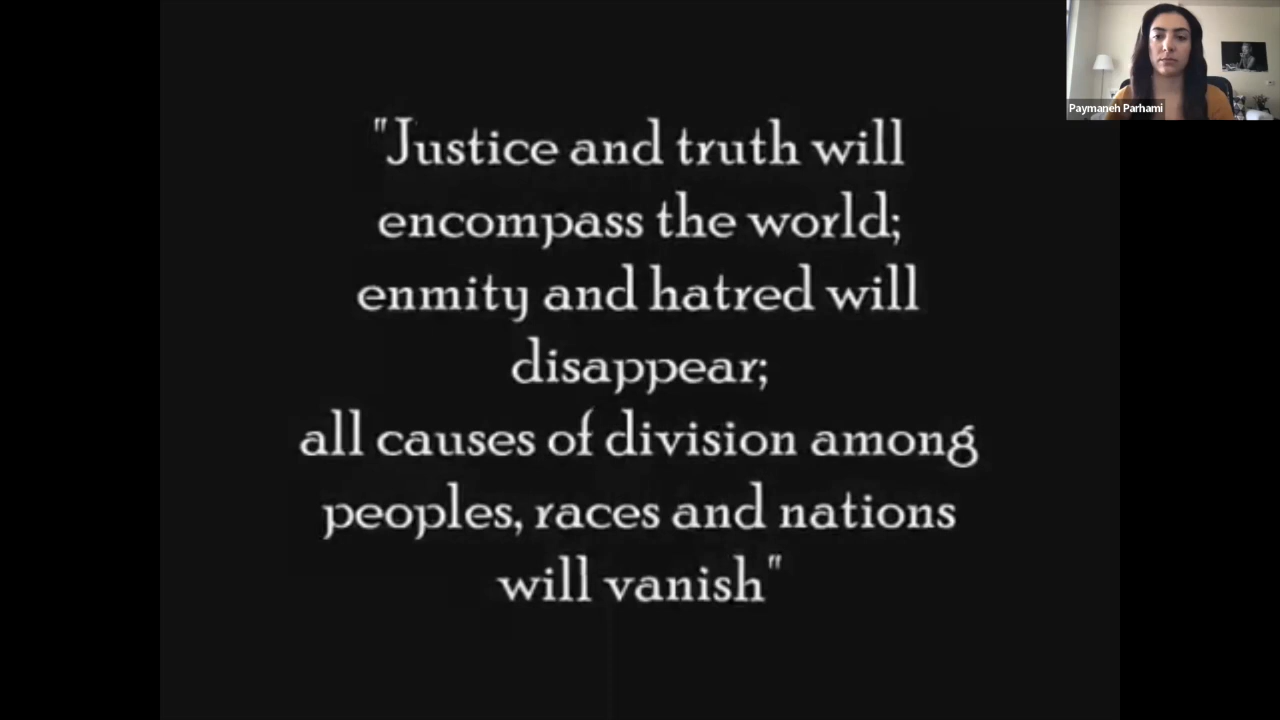 "Justice and truth will
encompass the world;
enmity and hatred will
disappear;
all causes of division among
peoples, races and nations
will vanish"
Paymaneh Parhami